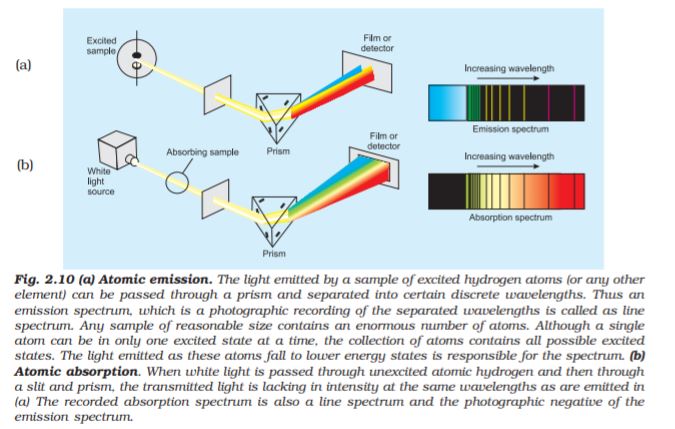 (a)
Excited
sample
Film or
detector
Prism
Increasing wavelength
Emission spectrum
(b)
White
light
source
Absorbing sample
Film or
detector
Prism
Increasing wavelength
Absorption spectrum
Fig. 2.10 (a) Atomic emission. The light emitted by a sample of excited hydrogen atoms (or any other
element) can be passed through a prism and separated into certain discrete wavelengths. Thus an
emission spectrum, which is a photographic recording of the separated wavelengths is called as line
spectrum. Any sample of reasonable size contains an enormous number of atoms. Although a single
atom can be in only one excited state at a time, the collection of atoms contains all possible excited
states. The light emitted as these atoms fall to lower energy states is responsible for the spectrum. (b)
Atomic absorption. When white light is passed through unexcited atomic hydrogen and then through
a slit and prism, the transmitted light is lacking in intensity at the same wavelengths as are emitted in
(a) The recorded absorption spectrum is also a line spectrum and the photographic negative of the
emission spectrum.